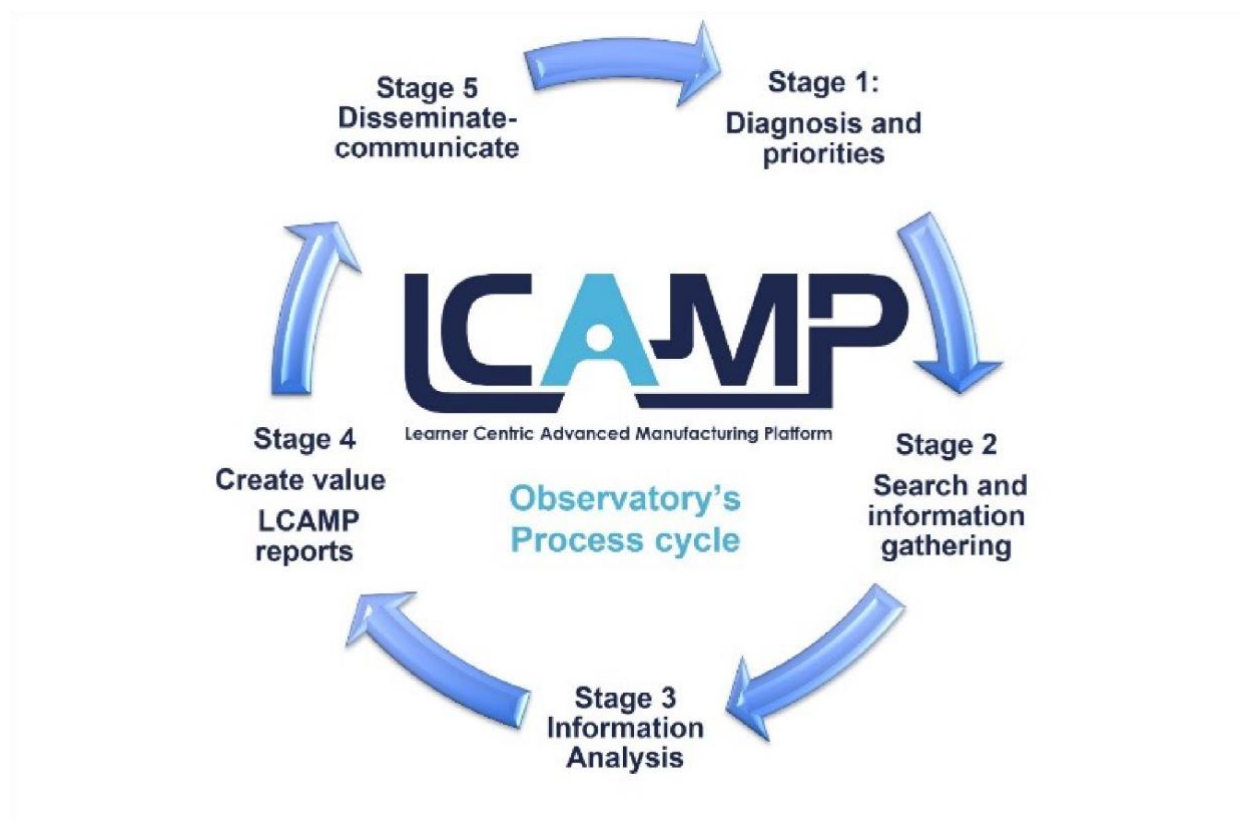 Stage 1:
Diagnosis and
priorities
Stage 2
Search and
information
gathering
Stage 3
Information
Analysis
Stage 4
Create value
LCAMP
reports
Stage 5
Disseminate-
communicate
LCAMP
Learner Centric Advanced Manufacturing Platform
Observatory's
Process cycle